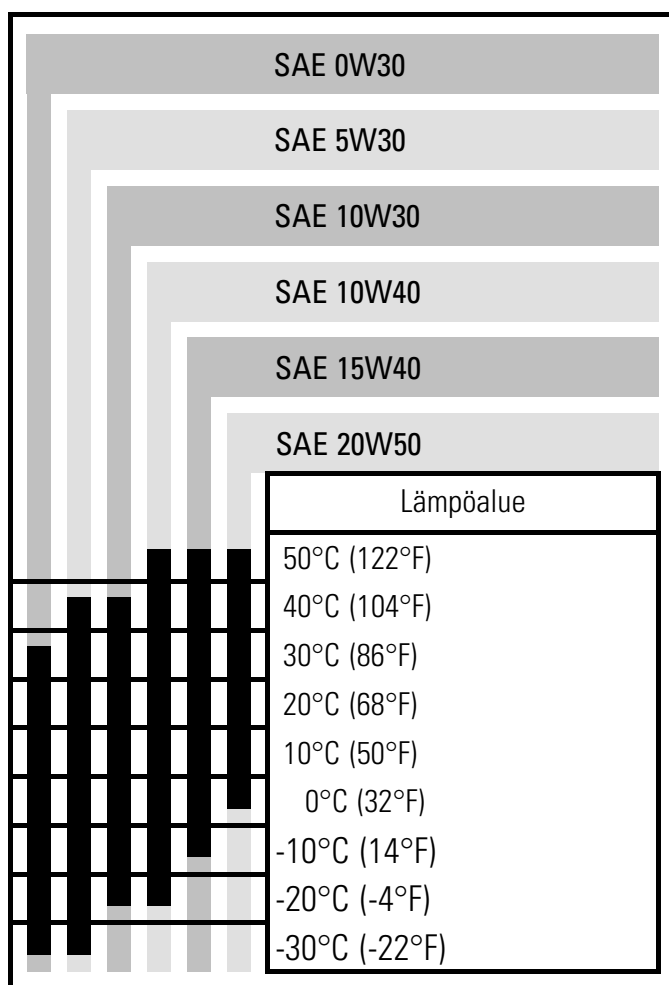 SAE 0W30
SAE 5W30
SAE 10W30
SAE 10W40
SAE 15W40
SAE 20W50
Lämpöalue
50°C (122°F)
40°C (104°F)
30°C (86°F)
20°C (68°F)
10°C (50°F)
0°C (32°F)
-10°C (14°F)
-20°C (-4°F)
-30°C (-22°F)